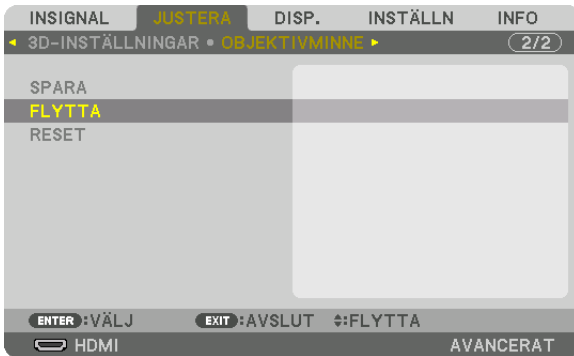 INSIGNAL JUSTERA DISP. INSTÄLLN INFO
3D-INSTÄLLNINGAR • OBJEKTIVMINNE 2/2
SPARA
FLYTTA
RESET
ENTER :VÄLJ EXIT :AVSLUT :FLYTTA
HDMI AVANCERAT